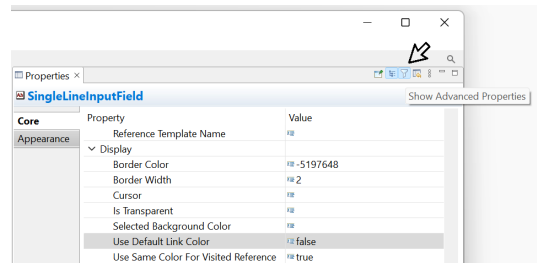 Properties ×
Show Advanced Properties
SingleLineInputField
Core
Appearance
Property Value
Reference Template Name
Display
Border Color -5197648
Border Width 2
Cursor
Is Transparent
Selected Background Color
Use Default Link Color false
Use Same Color For Visited Reference true